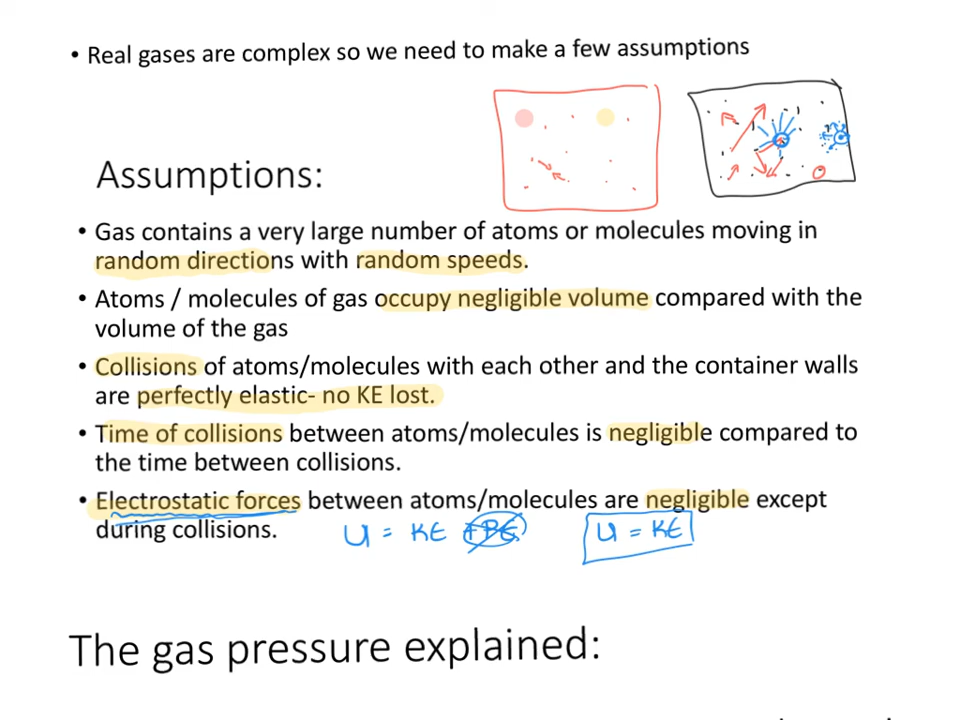 • Real gases are complex so we need to make a few assumptions
Assumptions:
• Gas contains a very large number of atoms or molecules moving in
random directions with random speeds.
• Atoms / molecules of gas occupy negligible volume compared with the
volume of the gas
• Collisions of atoms/molecules with each other and the container walls
are perfectly elastic- no KE lost.
• Time of collisions between atoms/molecules is negligible compared to
the time between collisions.
• Electrostatic forces between atoms/molecules are negligible except
during collisions.
U = KE + PE
U = KE
The gas pressure explained: